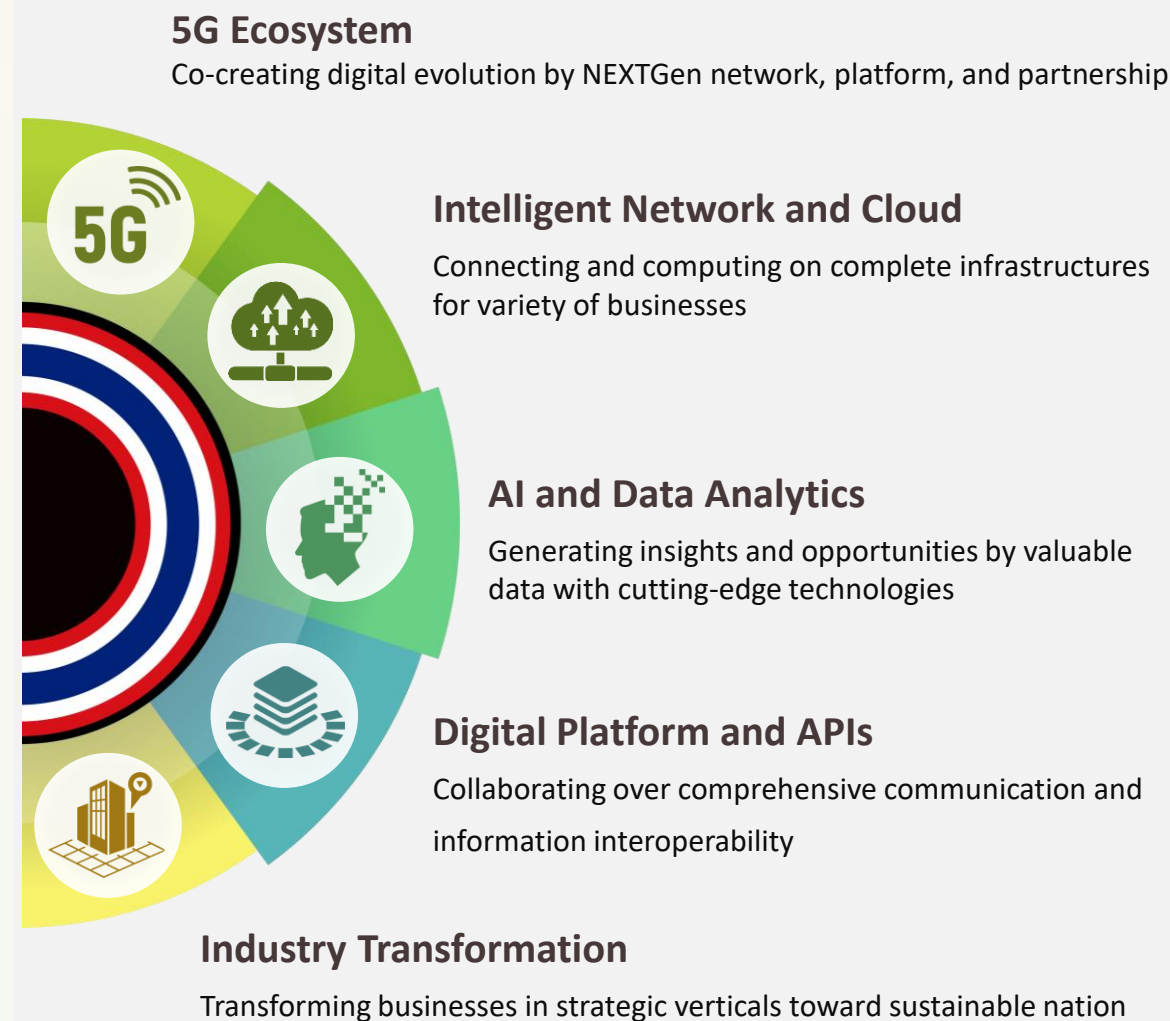 5G Ecosystem
Co-creating digital evolution by NEXTGen network, platform, and partnership
5G
Intelligent Network and Cloud
Connecting and computing on complete infrastructures
for variety of businesses
AI and Data Analytics
Generating insights and opportunities by valuable
data with cutting-edge technologies
Digital Platform and APIs
Collaborating over comprehensive communication and
information interoperability
Industry Transformation
Transforming businesses in strategic verticals toward sustainable nation